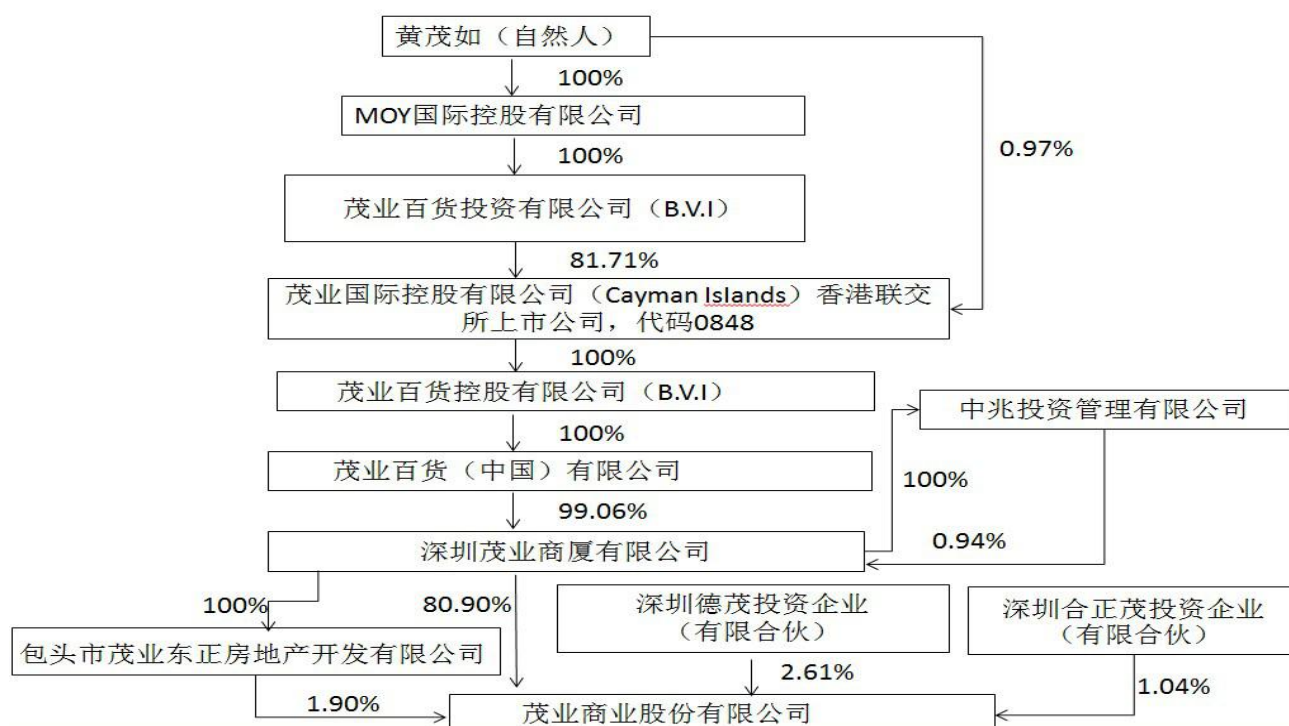 黄茂如（自然人）
100%
MOY国际控股有限公司
0.97%
100%
茂业百货投资有限公司（B.V.I）
81.71%
茂业国际控股有限公司（Cayman Islands）香港联交
所上市公司，代码0848
100%
茂业百货控股有限公司（B.V.I）
中兆投资管理有限公司
100%
茂业百货（中国）有限公司
100%
99.06%
深圳茂业商厦有限公司
0.94%
100%
80.90%
深圳德茂投资企业
（有限合伙）
深圳合正茂投资企业
（有限合伙）
包头市茂业东正房地产开发有限公司
2.61%
1.04%
1.90%
茂业商业股份有限公司